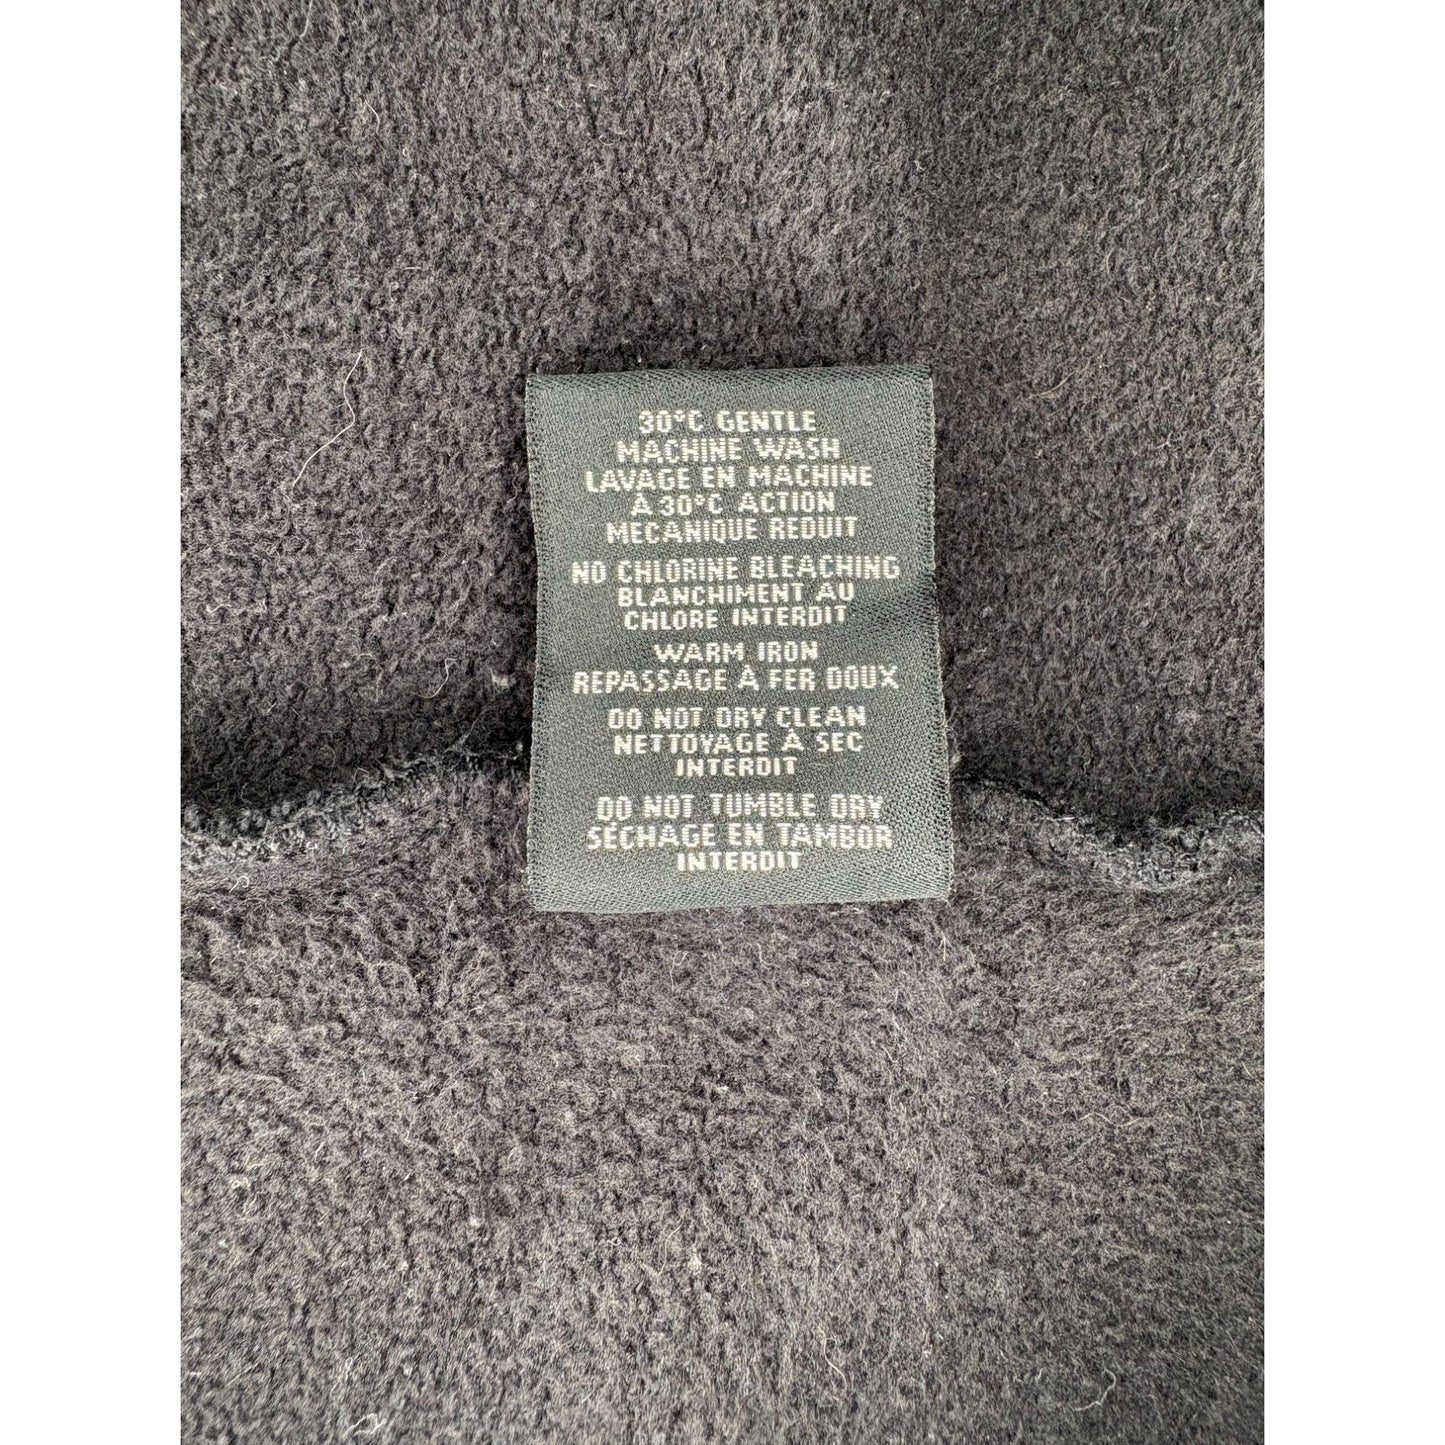 30°C GENTLE
MACHINE WASH
LAVAGE EN MACHINE
À 30°C ACTION
MECANIQUE REDUIT
NO CHLORINE BLEACHING
BLANCHIMENT AU
CHLORE INTERDIT
WARM IRON
REPASSAGE À FER DOUX
DO NOT DRY CLEAN
NETTOYAGE À SEC
INTERDIT
DO NOT TUMBLE DRY
SÉCHAGE EN TAMBOR
INTERDIT